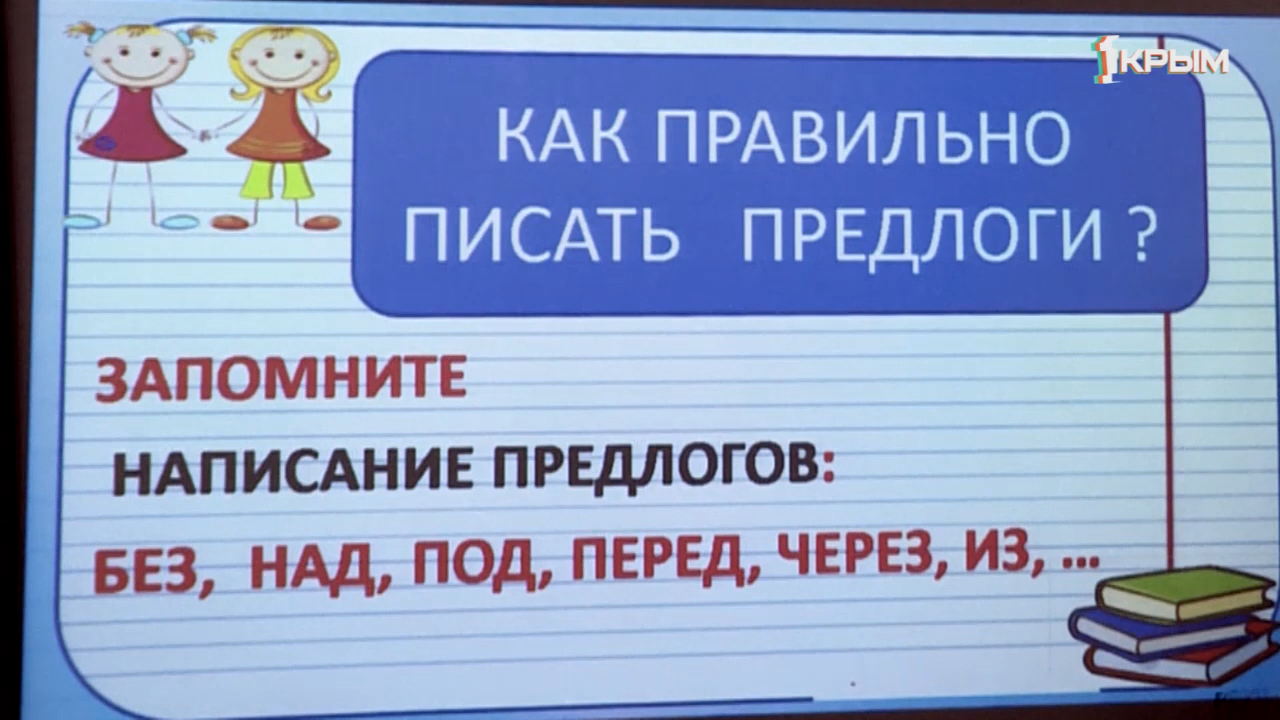 1КРЫМ
КАК ПРАВИЛЬНО
ПИСАТЬ ПРЕДЛОГИ ?
ЗАПОМНИТЕ
НАПИСАНИЕ ПРЕДЛОГОВ:
БЕЗ, НАД, ПОД, ПЕРЕД, ЧЕРЕЗ, ИЗ, ...